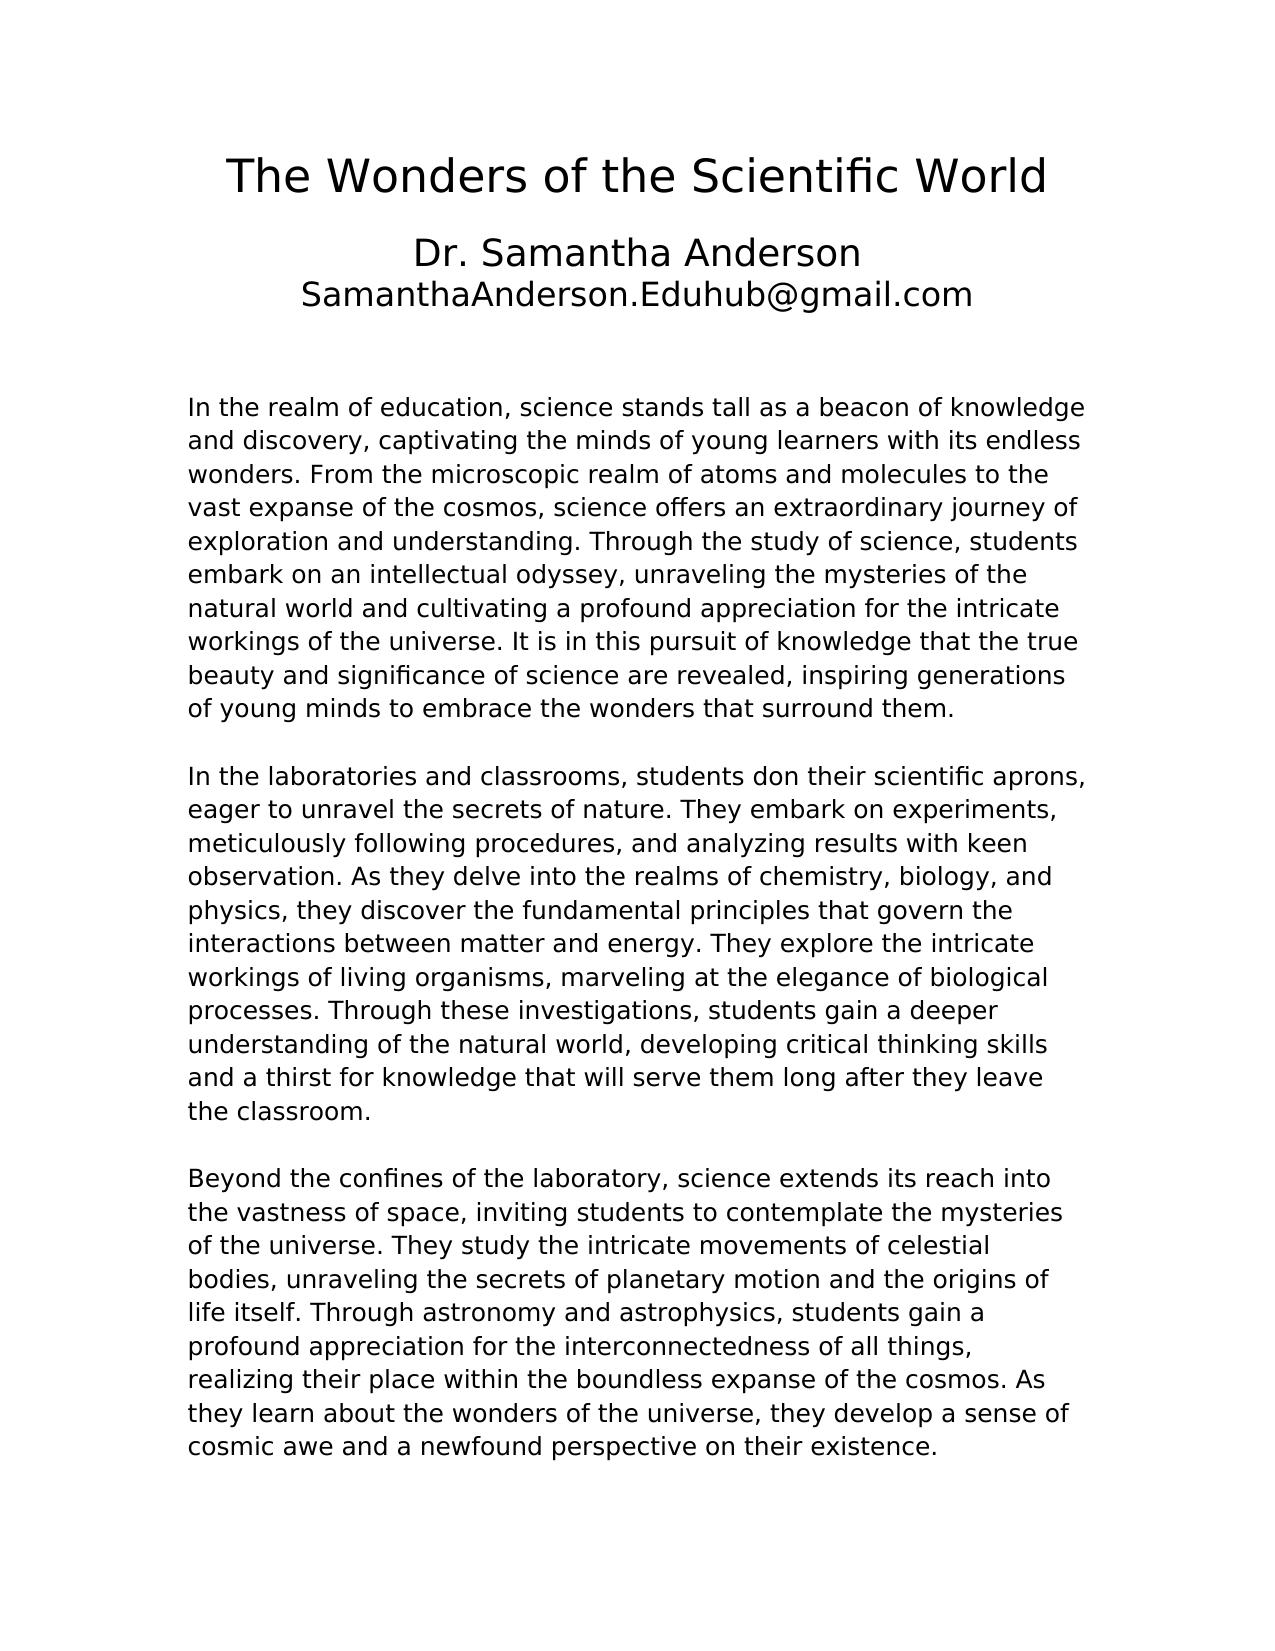 The Wonders of the Scientific World
Dr. Samantha Anderson
SamanthaAnderson.Eduhub@gmail.com
In the realm of education, science stands tall as a beacon of knowledge
and discovery, captivating the minds of young learners with its endless
wonders. From the microscopic realm of atoms and molecules to the
vast expanse of the cosmos, science offers an extraordinary journey of
exploration and understanding. Through the study of science, students
embark on an intellectual odyssey, unraveling the mysteries of the
natural world and cultivating a profound appreciation for the intricate
workings of the universe. It is in this pursuit of knowledge that the true
beauty and significance of science are revealed, inspiring generations
of young minds to embrace the wonders that surround them.
In the laboratories and classrooms, students don their scientific aprons,
eager to unravel the secrets of nature. They embark on experiments,
meticulously following procedures, and analyzing results with keen
observation. As they delve into the realms of chemistry, biology, and
physics, they discover the fundamental principles that govern the
interactions between matter and energy. They explore the intricate
workings of living organisms, marveling at the elegance of biological
processes. Through these investigations, students gain a deeper
understanding of the natural world, developing critical thinking skills
and a thirst for knowledge that will serve them long after they leave
the classroom.
Beyond the confines of the laboratory, science extends its reach into
the vastness of space, inviting students to contemplate the mysteries
of the universe. They study the intricate movements of celestial
bodies, unraveling the secrets of planetary motion and the origins of
life itself. Through astronomy and astrophysics, students gain a
profound appreciation for the interconnectedness of all things,
realizing their place within the boundless expanse of the cosmos. As
they learn about the wonders of the universe, they develop a sense of
cosmic awe and a newfound perspective on their existence.